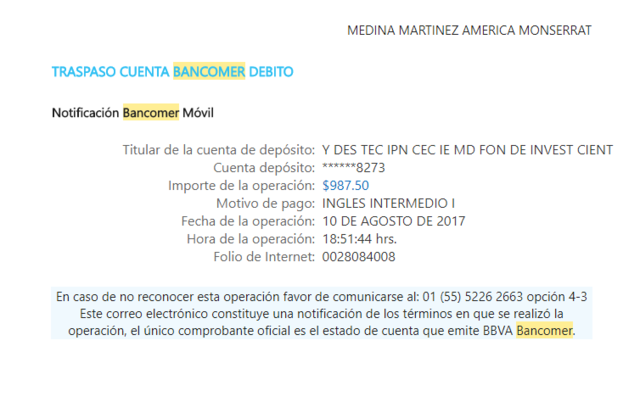 MEDINA MARTINEZ AMERICA MONSERRAT
TRASPASO CUENTA BANCOMER DEBITO
Notificación Bancomer Móvil
Titular de la cuenta de depósito: Y DES TEC IPN CEC IE MD FON DE INVEST CIENT
Cuenta depósito: ******8273
Importe de la operación: $987.50
Motivo de pago: INGLES INTERMEDIO I
Fecha de la operación: 10 DE AGOSTO DE 2017
Hora de la operación: 18:51:44 hrs.
Folio de Internet: 0028084008
En caso de no reconocer esta operación favor de comunicarse al: 01 (55) 5226 2663 opción 4-3
Este correo electrónico constituye una notificación de los términos en que se realizó la
operación, el único comprobante oficial es el estado de cuenta que emite BBVA Bancomer.